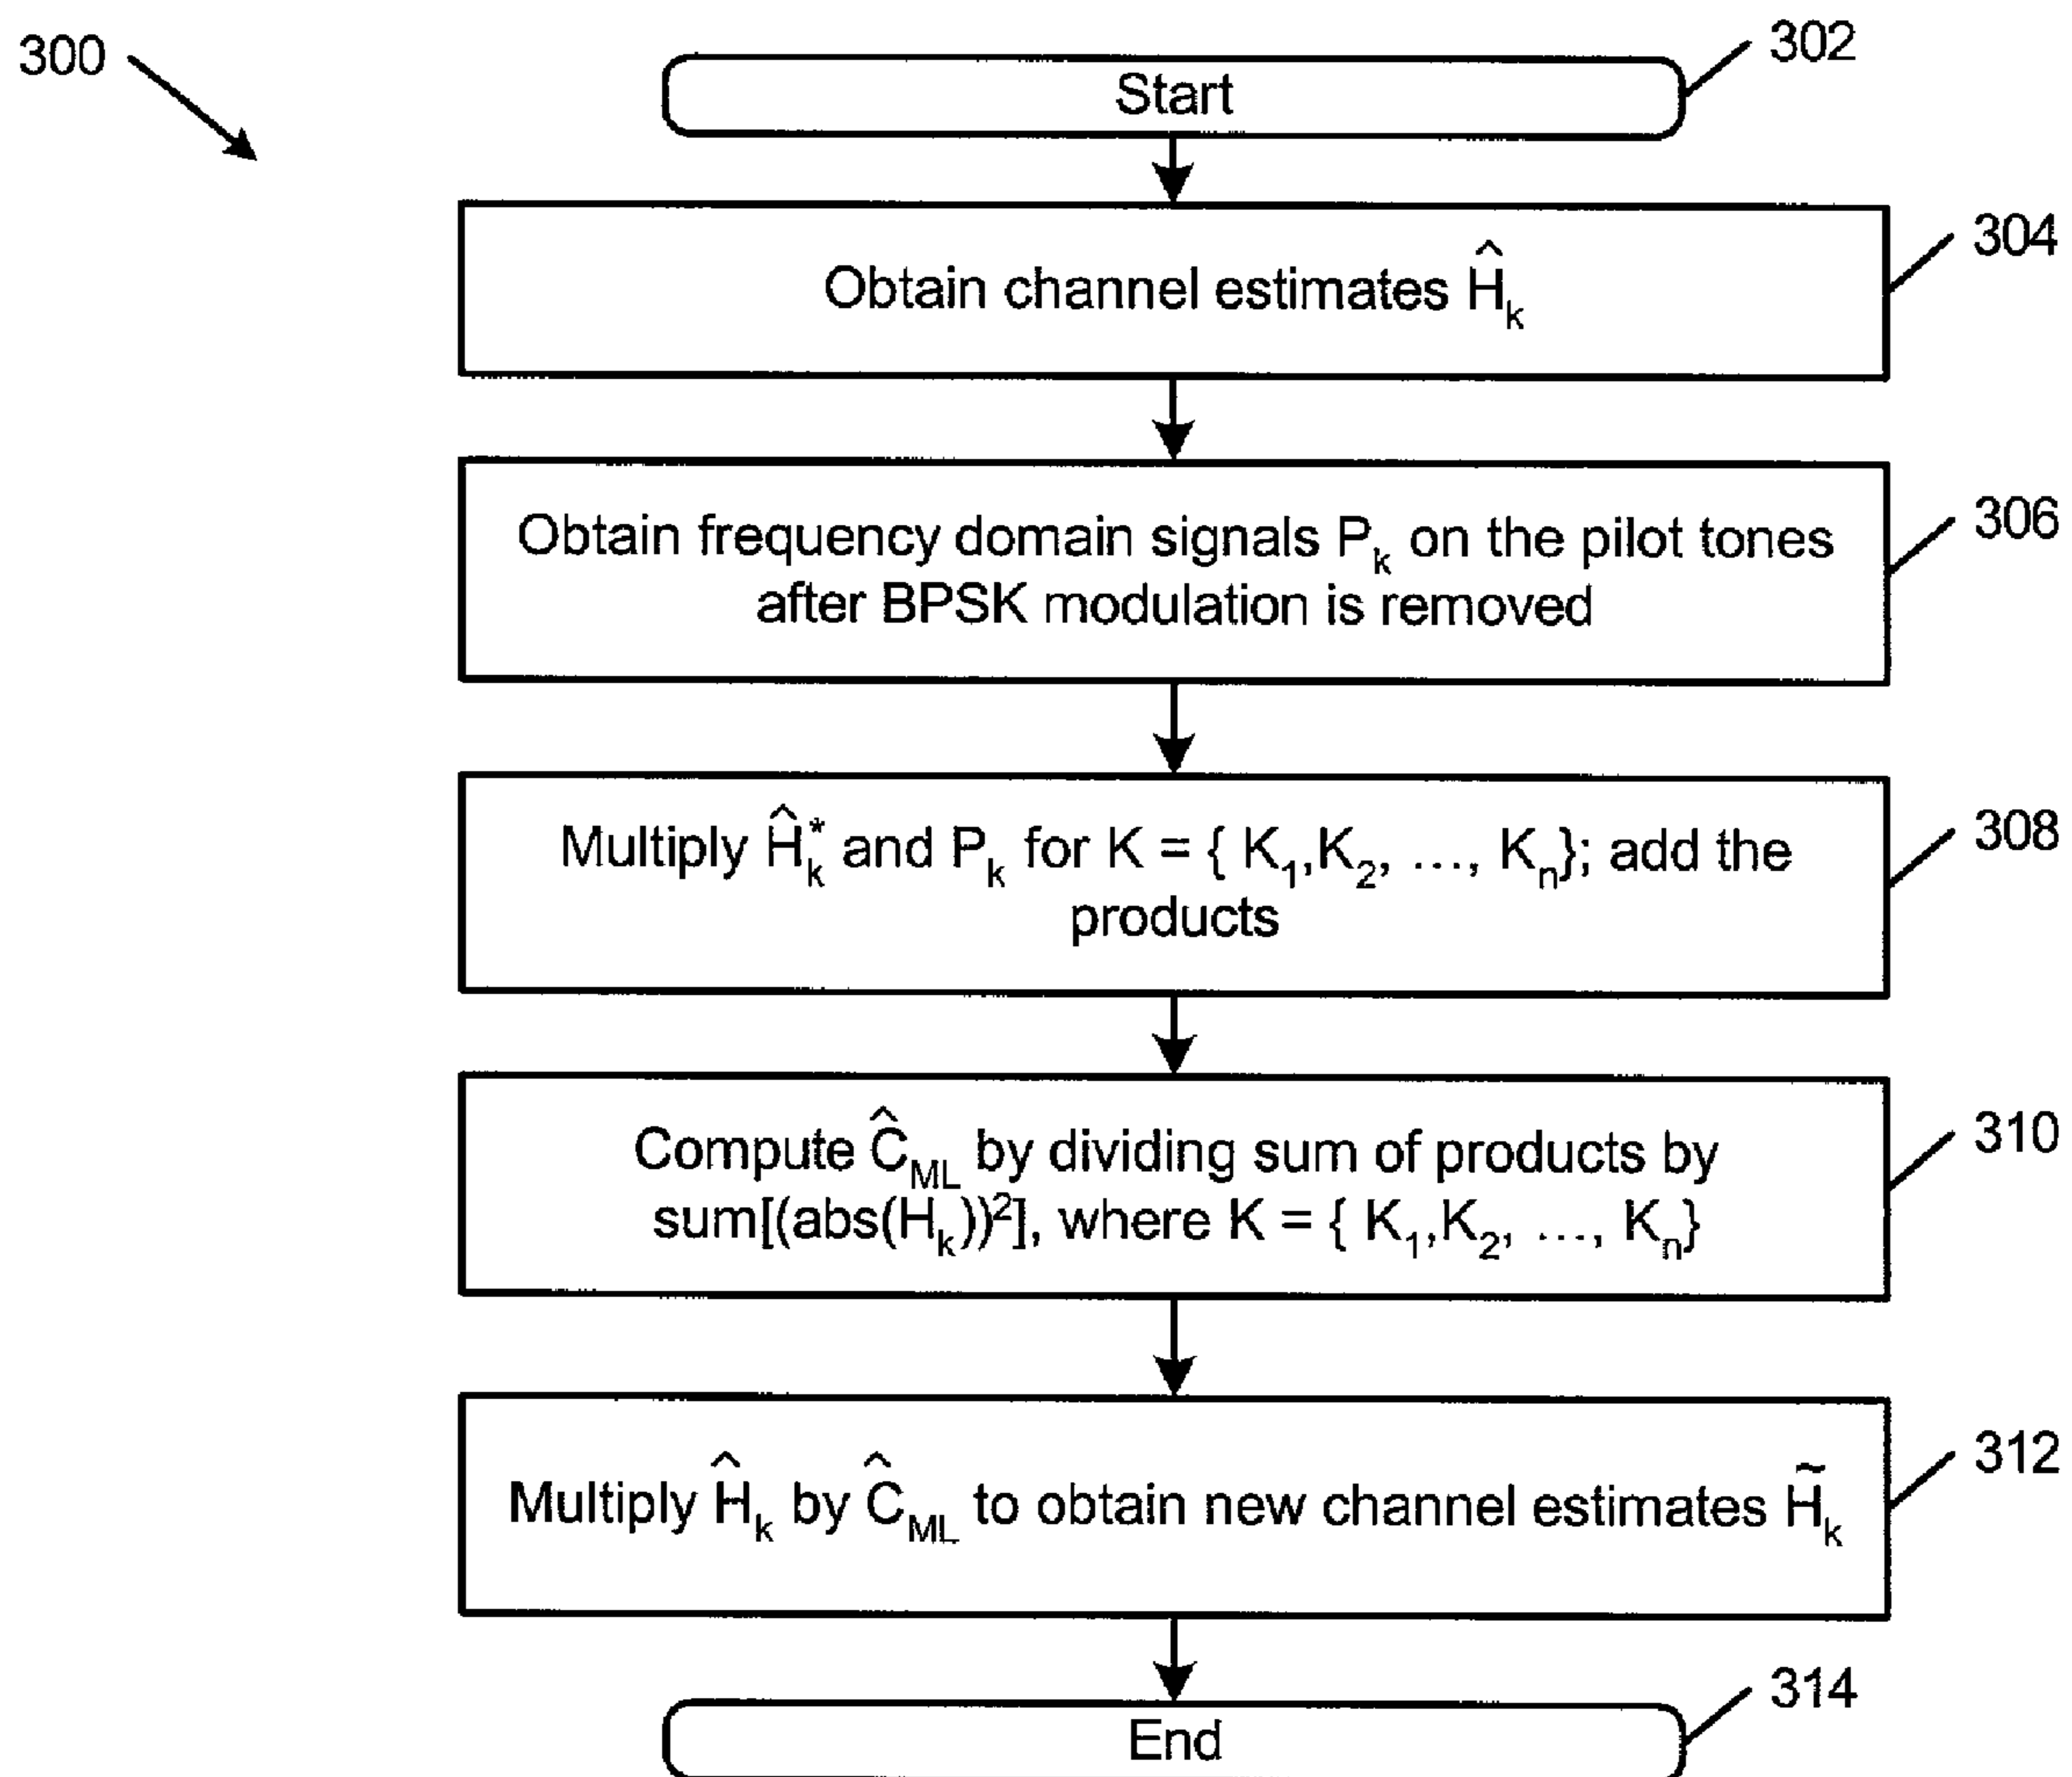 300
302
Start
304
Obtain channel estimates Ĥₖ
306
Obtain frequency domain signals Pₖ on the pilot tones
after BPSK modulation is removed
308
Multiply Ĥₖ* and Pₖ for K = { K₁,K₂, ..., Kₙ}; add the
products
310
Compute Ĉ_ML by dividing sum of products by
sum[(abs(Hₖ))²], where K = { K₁,K₂, ..., Kₙ}
312
Multiply Ĥₖ by Ĉ_ML to obtain new channel estimates H̃ₖ
314
End